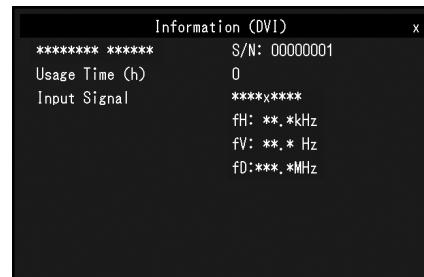 Information (DVI) x
******** ****** S/N: 00000001
Usage Time (h) 0
Input Signal ****x****
fH: **.*kHz
fV: **.* Hz
fD:***.*MHz